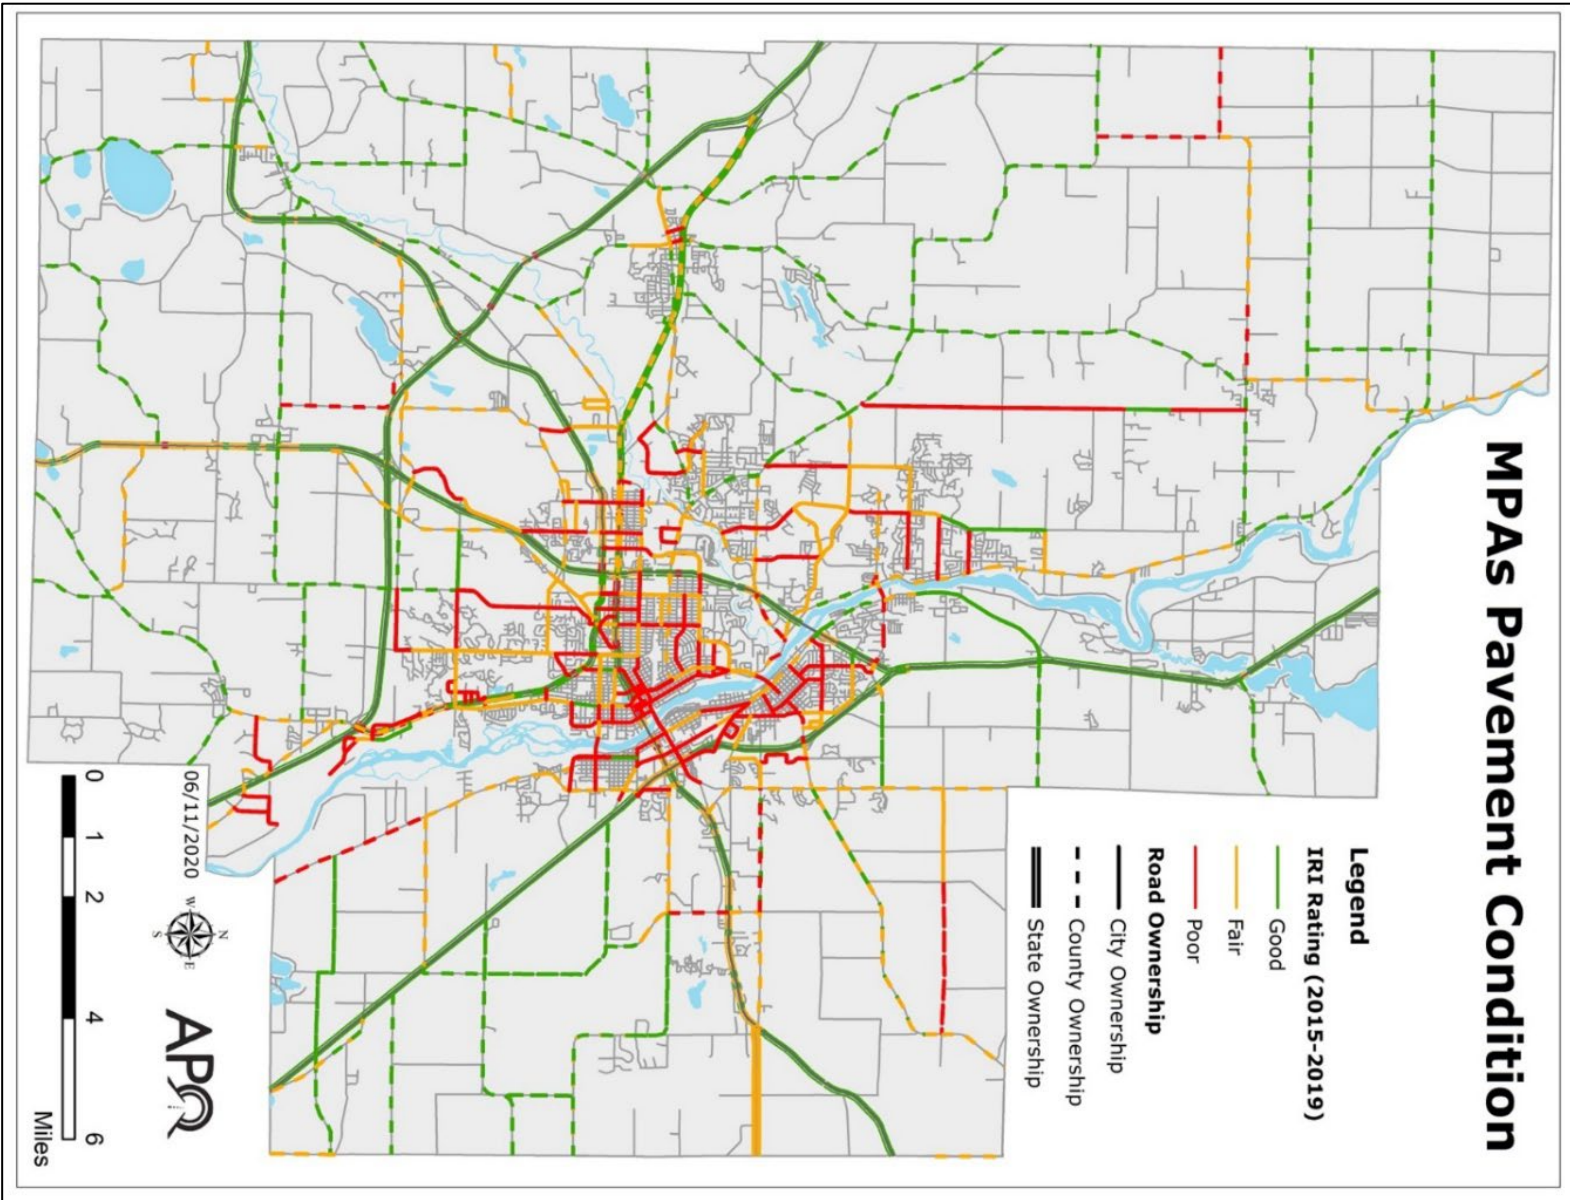 MPAs Pavement Condition
Legend
IRI Rating (2015-2019)
Good
Fair
Poor
Road Ownership
City Ownership
County Ownership
State Ownership
06/11/2020
N
W
E
S
APO
0 1 2 4 6
Miles